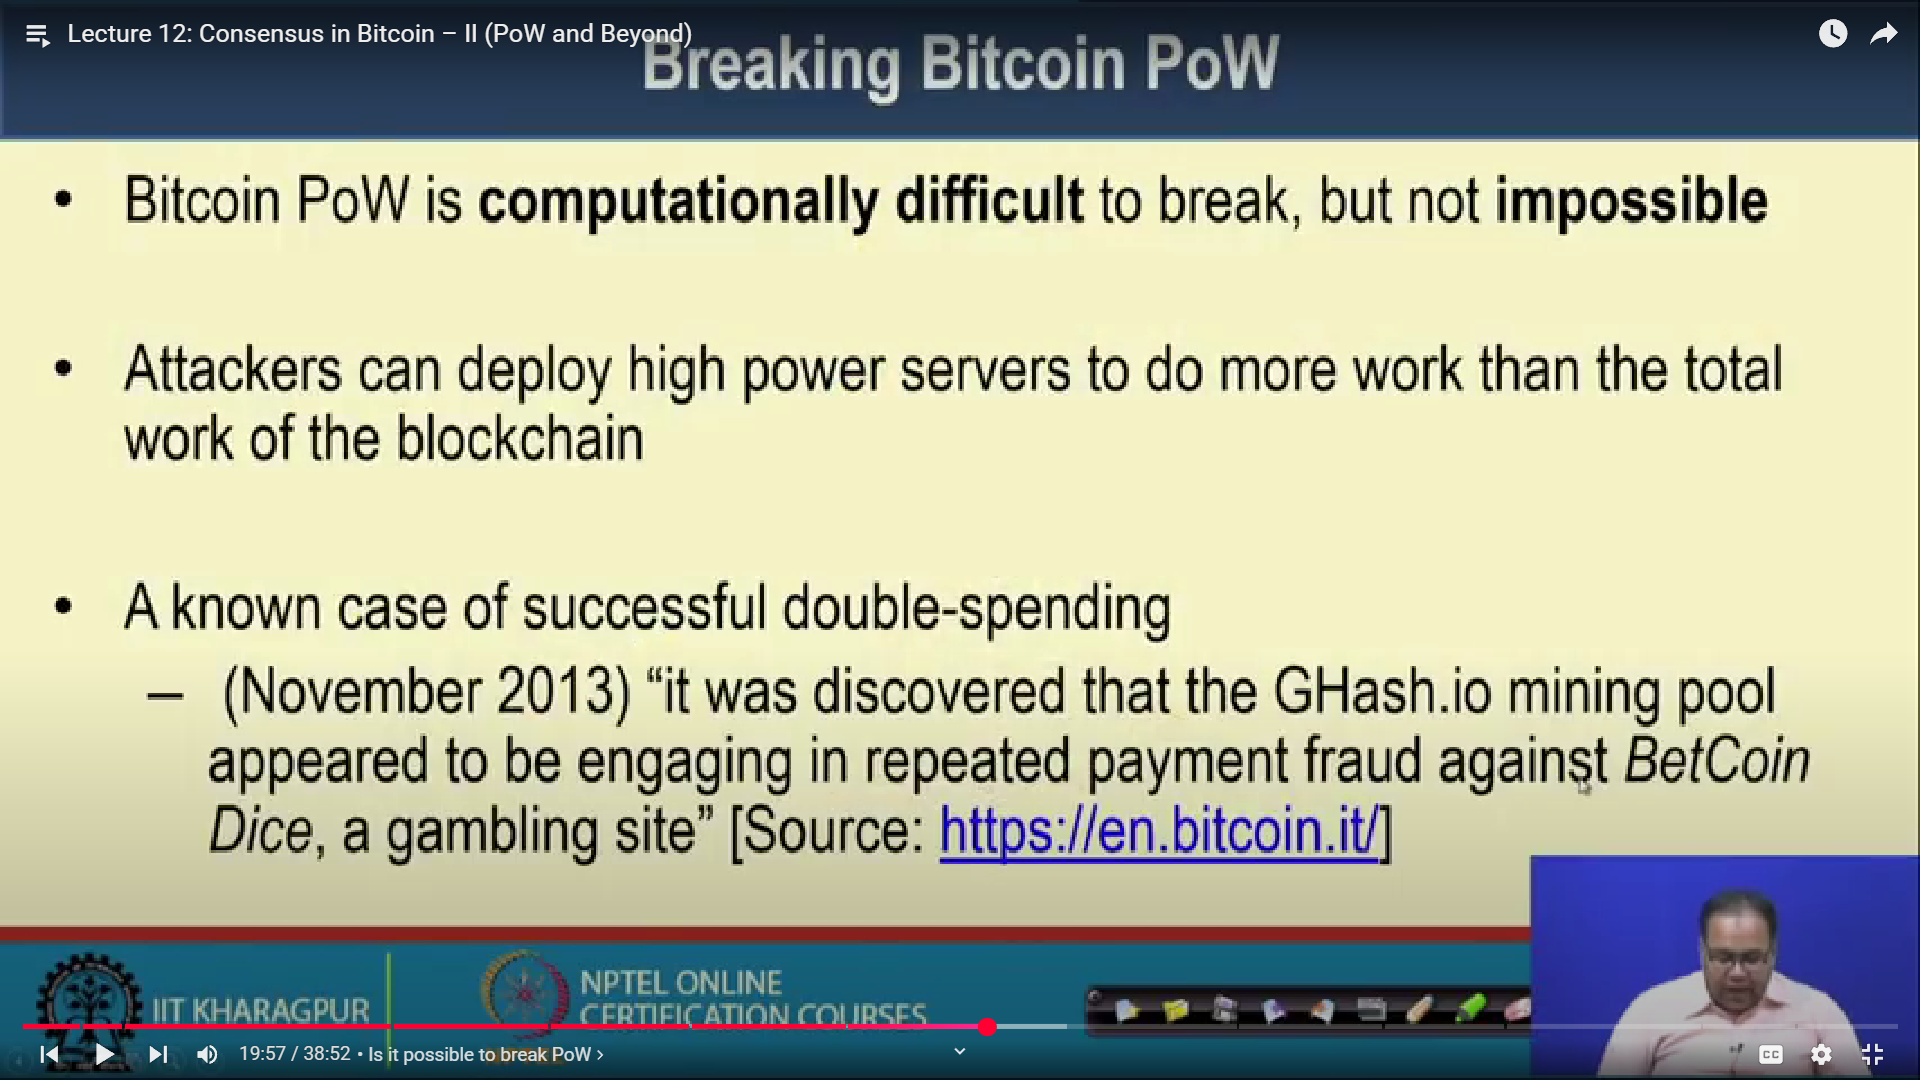 Lecture 12: Consensus in Bitcoin – II (PoW and Beyond)
Breaking Bitcoin PoW
• Bitcoin PoW is computationally difficult to break, but not impossible
• Attackers can deploy high power servers to do more work than the total
work of the blockchain
• A known case of successful double-spending
– (November 2013) “it was discovered that the GHash.io mining pool
appeared to be engaging in repeated payment fraud against BetCoin
Dice, a gambling site” [Source: https://en.bitcoin.it/]
IIT KHARAGPUR
NPTEL ONLINE
CERTIFICATION COURSES
19:57 / 38:52 • Is it possible to break PoW ›
CC